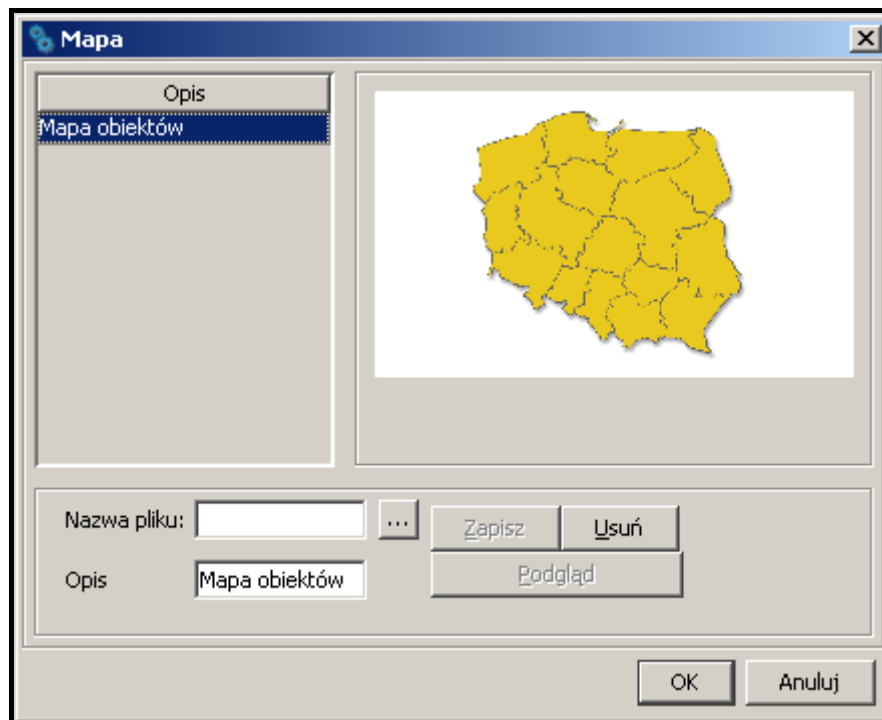 Mapa
Opis
Mapa obiektów
Nazwa pliku:
...
Zapisz
Usuń
Opis
Mapa obiektów
Podgląd
OK
Anuluj